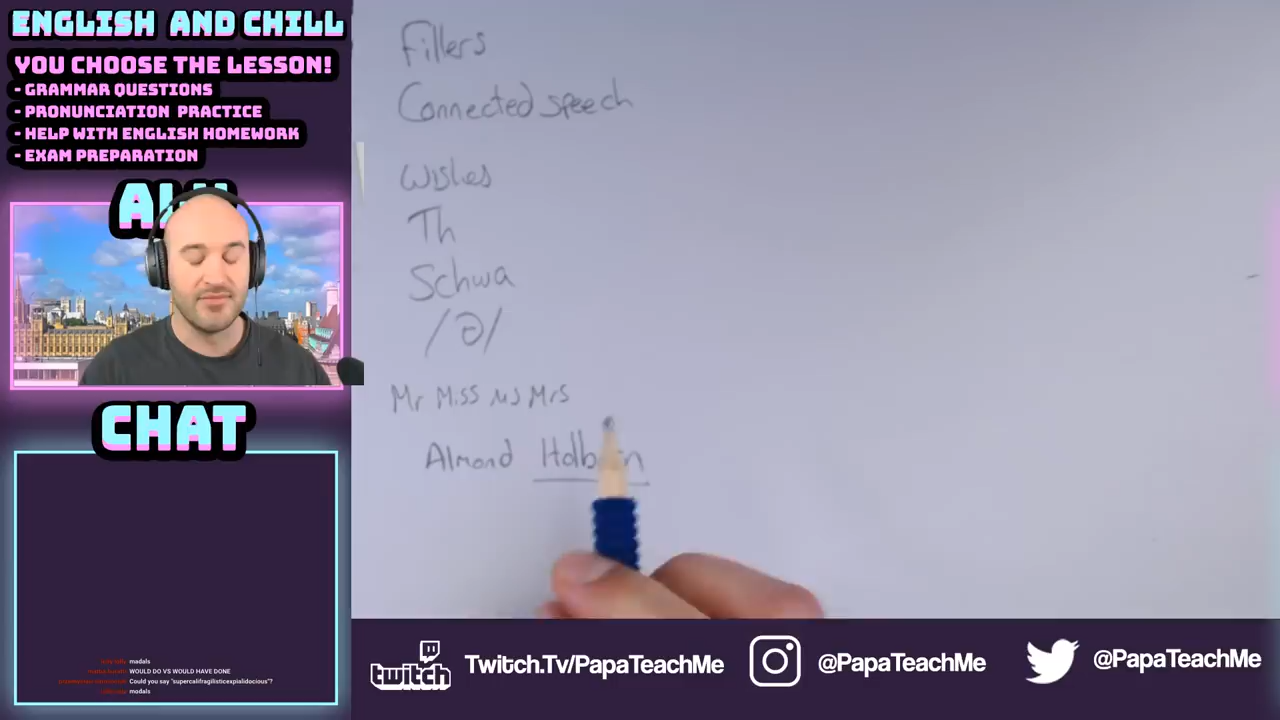 ENGLISH AND CHILL
YOU CHOOSE THE LESSON!
- GRAMMAR QUESTIONS
- PRONUNCIATION PRACTICE
- HELP WITH ENGLISH HOMEWORK
- EXAM PREPARATION
CHAT
madals
WOULD DO VS WOULD HAVE DONE
Could you say "supercalifragilisticexpialidocious"?
modals
Fillers
Connected speech
Wishes
Th
Schwa
/ə/
Mr Miss Ms Mrs
Almond
twitch
Twitch.Tv/PapaTeachMe
@PapaTeachMe
@PapaTeachMe